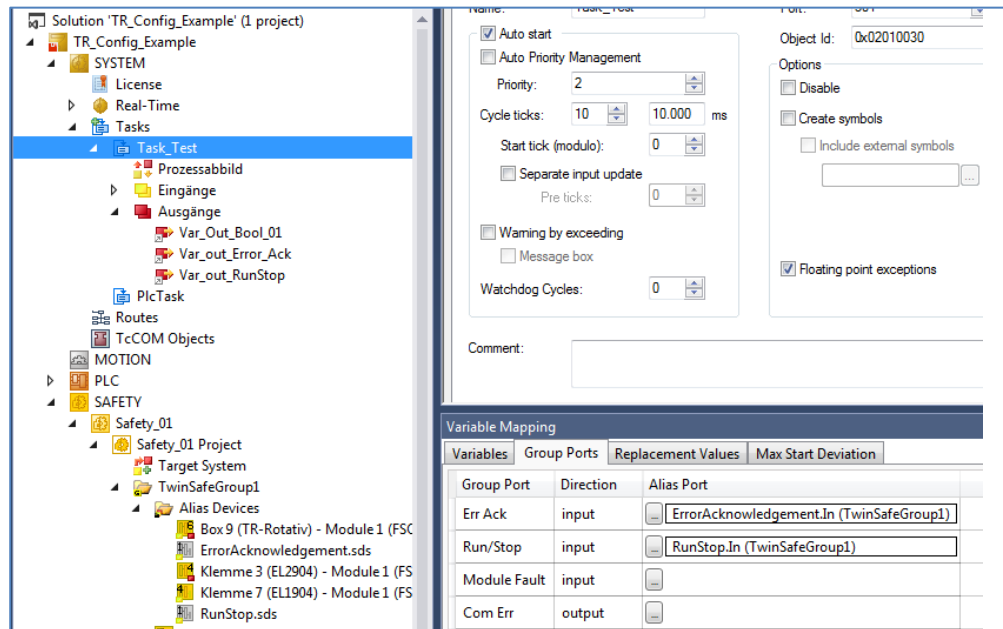 Solution 'TR_Config_Example' (1 project)
TR_Config_Example
SYSTEM
License
Real-Time
Tasks
Task_Test
Prozessabbild
Eingänge
Ausgänge
Var_Out_Bool_01
Var_out_Error_Ack
Var_out_RunStop
PlcTask
Routes
TcCOM Objects
MOTION
PLC
SAFETY
Safety_01
Safety_01 Project
Target System
TwinSafeGroup1
Alias Devices
Box 9 (TR-Rotativ) - Module 1 (FSC
ErrorAcknowledgement.sds
Klemme 3 (EL2904) - Module 1 (FS
Klemme 7 (EL1904) - Module 1 (FS
RunStop.sds
Name: Task_Test Port:
Auto start
Object Id: 0x02010030
Auto Priority Management
Options
Priority: 2
Disable
Cycle ticks: 10 10.000 ms
Create symbols
Start tick (modulo): 0
Include external symbols
Separate input update
...
Pre ticks: 0
Warning by exceeding
Message box
Floating point exceptions
Watchdog Cycles: 0
Comment:
Variable Mapping
Variables Group Ports Replacement Values Max Start Deviation
Group Port Direction Alias Port
Err Ack input ... ErrorAcknowledgement.In (TwinSafeGroup1)
Run/Stop input ... RunStop.In (TwinSafeGroup1)
Module Fault input ...
Com Err output ...